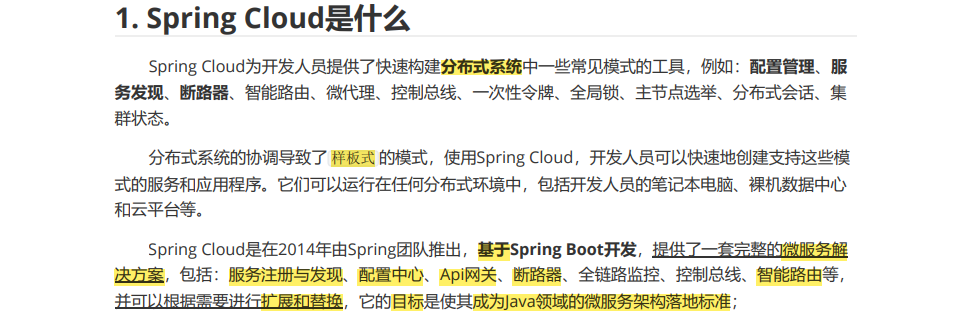 1. Spring Cloud是什么
Spring Cloud为开发人员提供了快速构建分布式系统中一些常见模式的工具，例如：配置管理、服
务发现、断路器、智能路由、微代理、控制总线、一次性令牌、全局锁、主节点选举、分布式会话、集
群状态。
分布式系统的协调导致了 样板式 的模式，使用Spring Cloud，开发人员可以快速地创建支持这些模
式的服务和应用程序。它们可以运行在任何分布式环境中，包括开发人员的笔记本电脑、裸机数据中心
和云平台等。
Spring Cloud是在2014年由Spring团队推出，基于Spring Boot开发，提供了一套完整的微服务解
决方案，包括：服务注册与发现、配置中心、Api网关、断路器、全链路监控、控制总线、智能路由等，
并可以根据需要进行扩展和替换，它的目标是使其成为Java领域的微服务架构落地标准；